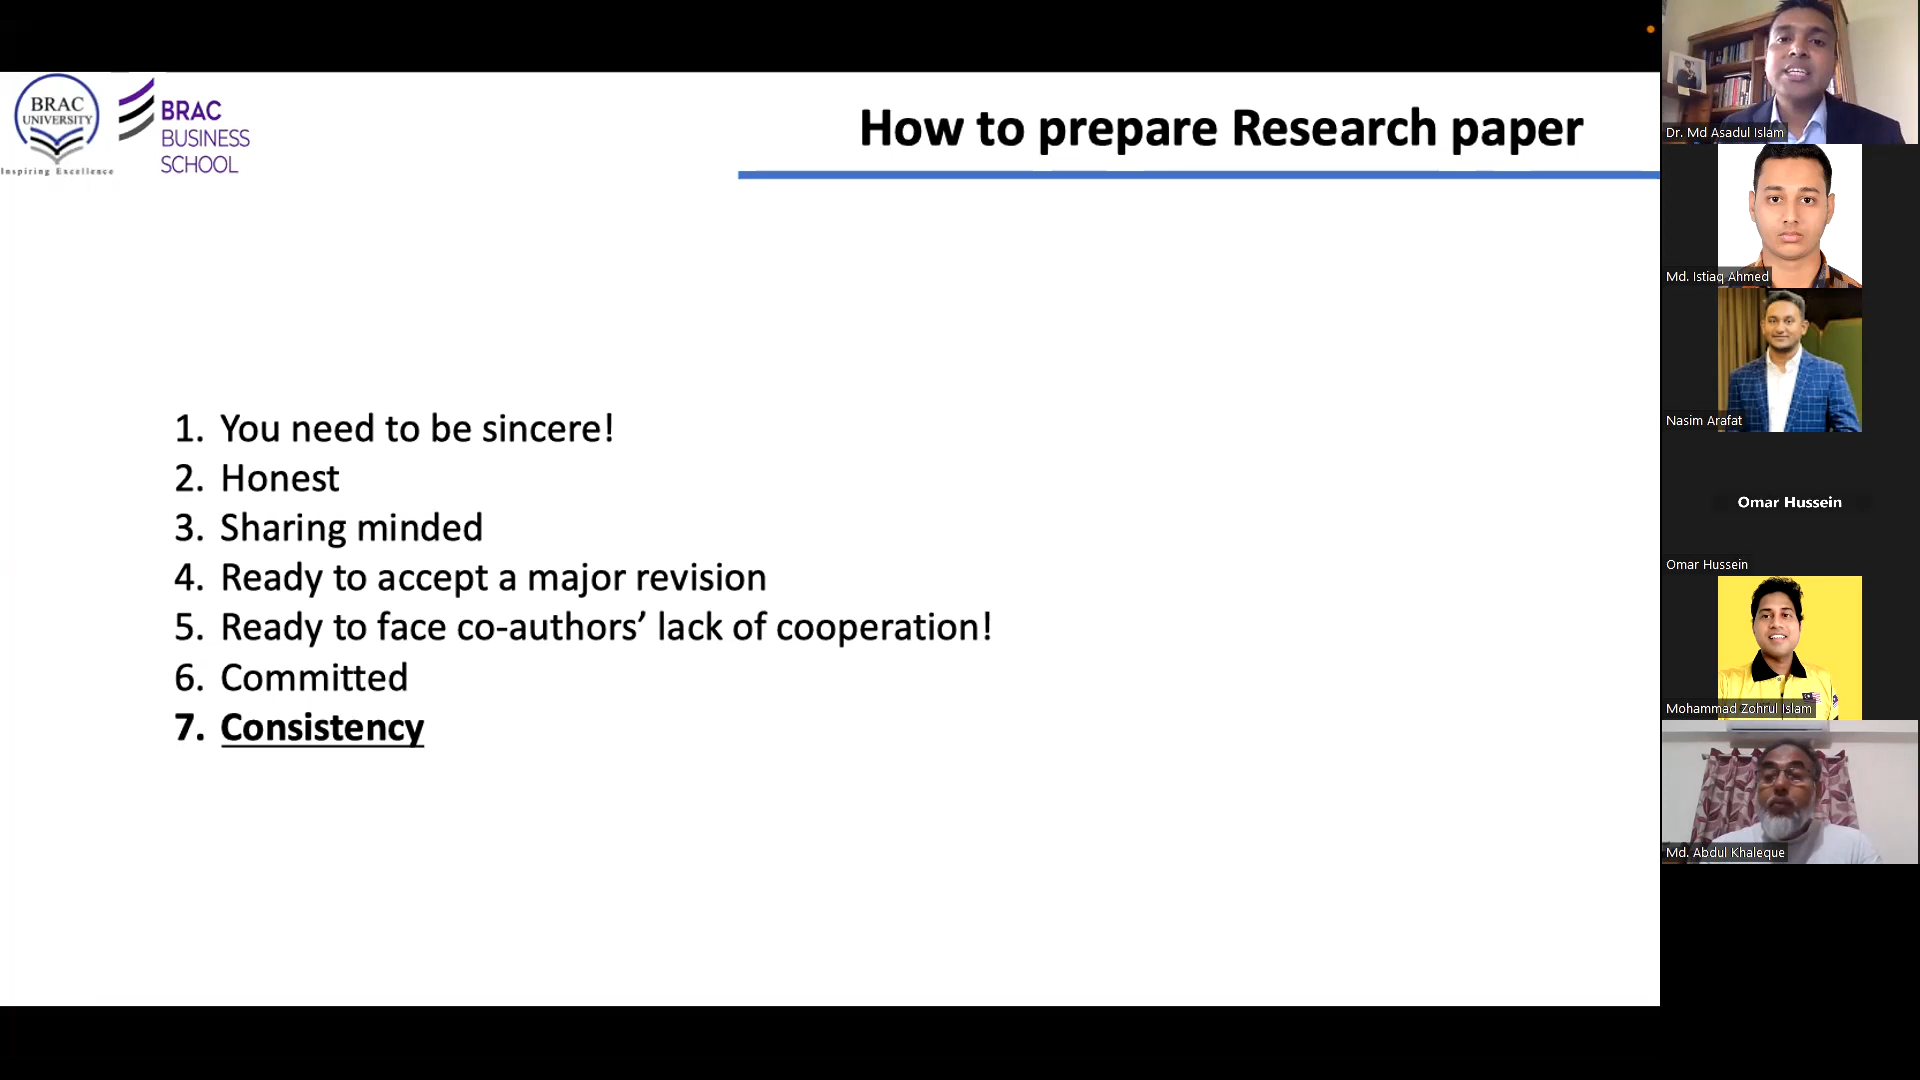 BRAC
UNIVERSITY
Inspiring Excellence
BRAC
BUSINESS
SCHOOL
How to prepare Research paper
1. You need to be sincere!
2. Honest
3. Sharing minded
4. Ready to accept a major revision
5. Ready to face co-authors’ lack of cooperation!
6. Committed
7. Consistency
Dr. Md Asadul Islam
Md. Istiaq Ahmed
Nasim Arafat
Omar Hussein
Omar Hussein
Mohammad Zohrul Islam
Md. Abdul Khaleque